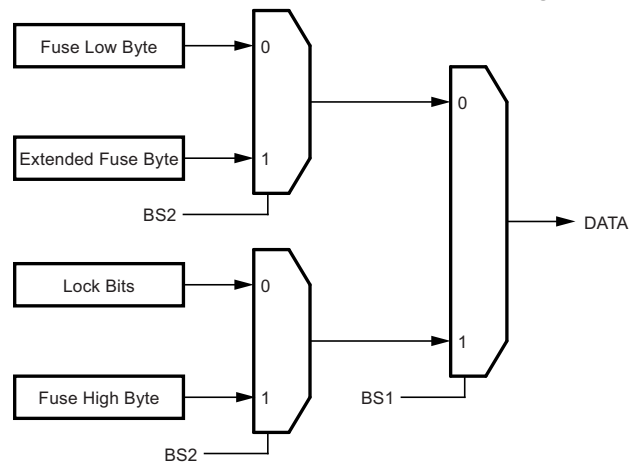 Fuse Low Byte
0
Extended Fuse Byte
1
BS2
0
1
DATA
BS1
Lock Bits
0
Fuse High Byte
1
BS2